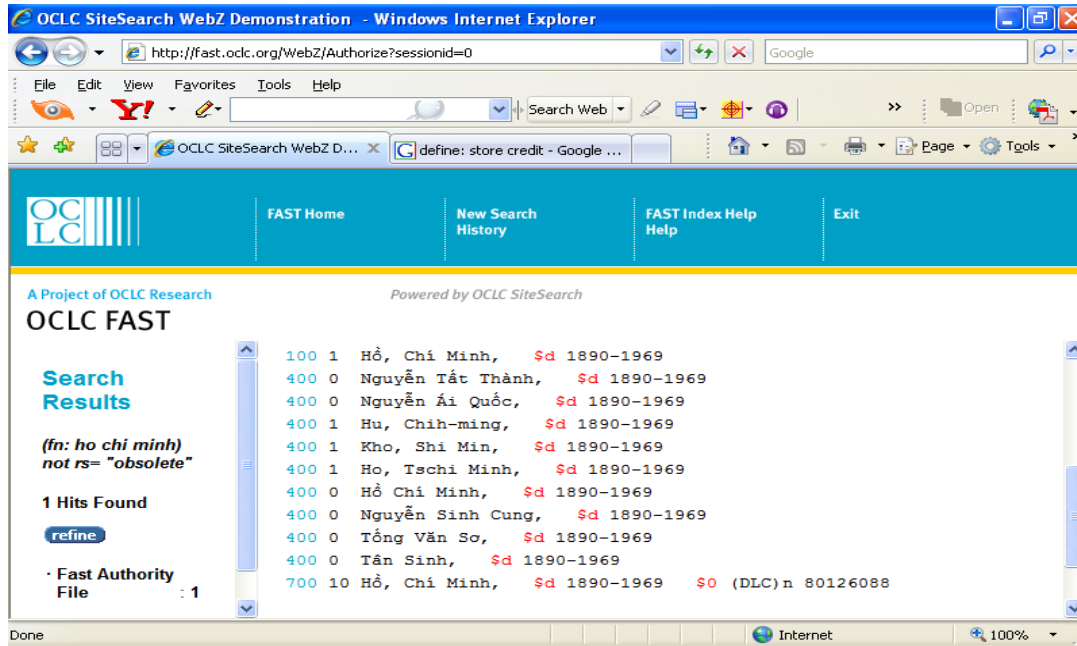 OCLC SiteSearch WebZ Demonstration - Windows Internet Explorer
http://fast.oclc.org/WebZ/Authorize?sessionid=0
Google
File Edit View Favorites Tools Help
Y! Search Web >> Open
OCLC SiteSearch WebZ D... define: store credit - Google ... Page Tools
OC
LC
FAST Home
New Search
History
FAST Index Help
Help
Exit
A Project of OCLC Research Powered by OCLC SiteSearch
OCLC FAST
Search
Results
(fn: ho chi minh)
not rs= "obsolete"
1 Hits Found
refine
· Fast Authority
File : 1
100 1 Hồ, Chí Minh, $d 1890-1969
400 0 Nguyễn Tất Thành, $d 1890-1969
400 0 Nguyễn Ái Quốc, $d 1890-1969
400 1 Hu, Chih-ming, $d 1890-1969
400 1 Kho, Shi Min, $d 1890-1969
400 1 Ho, Tschi Minh, $d 1890-1969
400 0 Hồ Chí Minh, $d 1890-1969
400 0 Nguyễn Sinh Cung, $d 1890-1969
400 0 Tống Văn Sơ, $d 1890-1969
400 0 Tân Sinh, $d 1890-1969
700 10 Hồ, Chí Minh, $d 1890-1969 $0 (DLC)n 80126088
Done Internet 100%